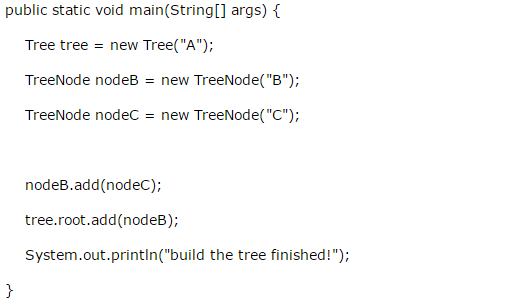 public static void main(String[] args) {
Tree tree = new Tree("A");
TreeNode nodeB = new TreeNode("B");
TreeNode nodeC = new TreeNode("C");
nodeB.add(nodeC);
tree.root.add(nodeB);
System.out.println("build the tree finished!");
}